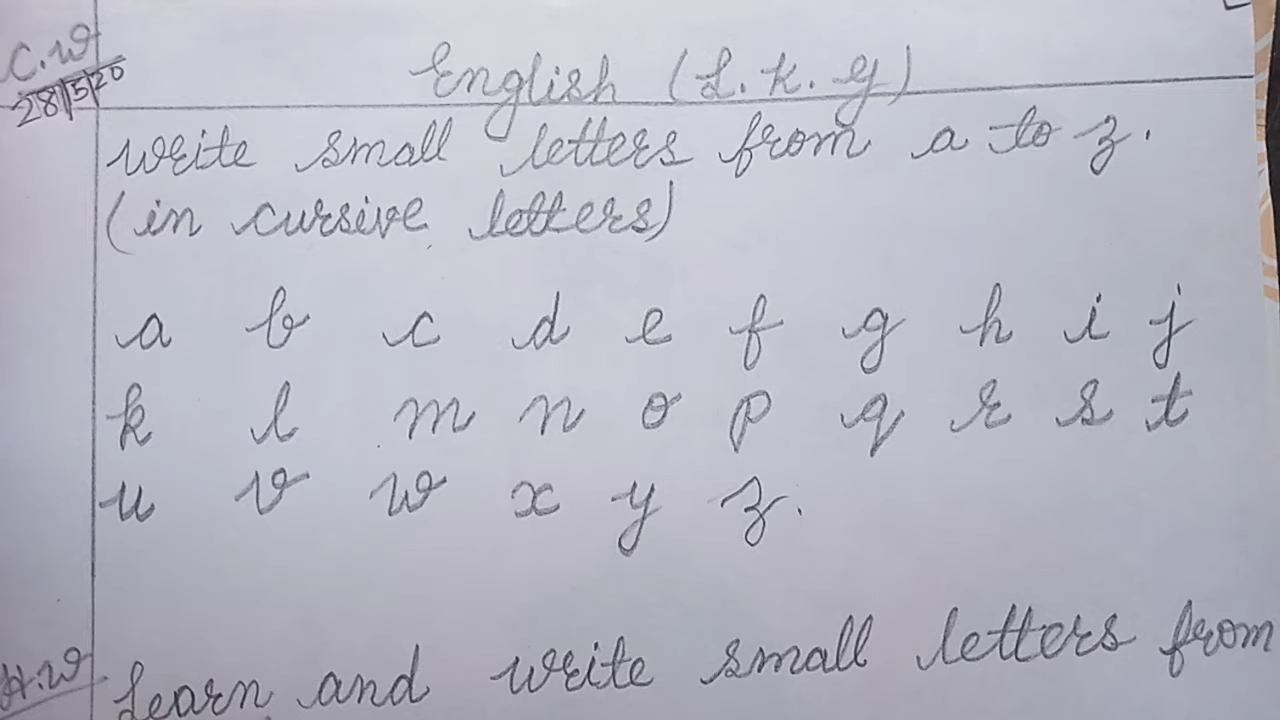 C.W
28/5/20
English (L.K.G)
write small letters from a to z.
(in cursive letters)
a b c d e f g h i j
k l m n o p q r s t
u v w x y z.
H.W
Learn and write small letters from